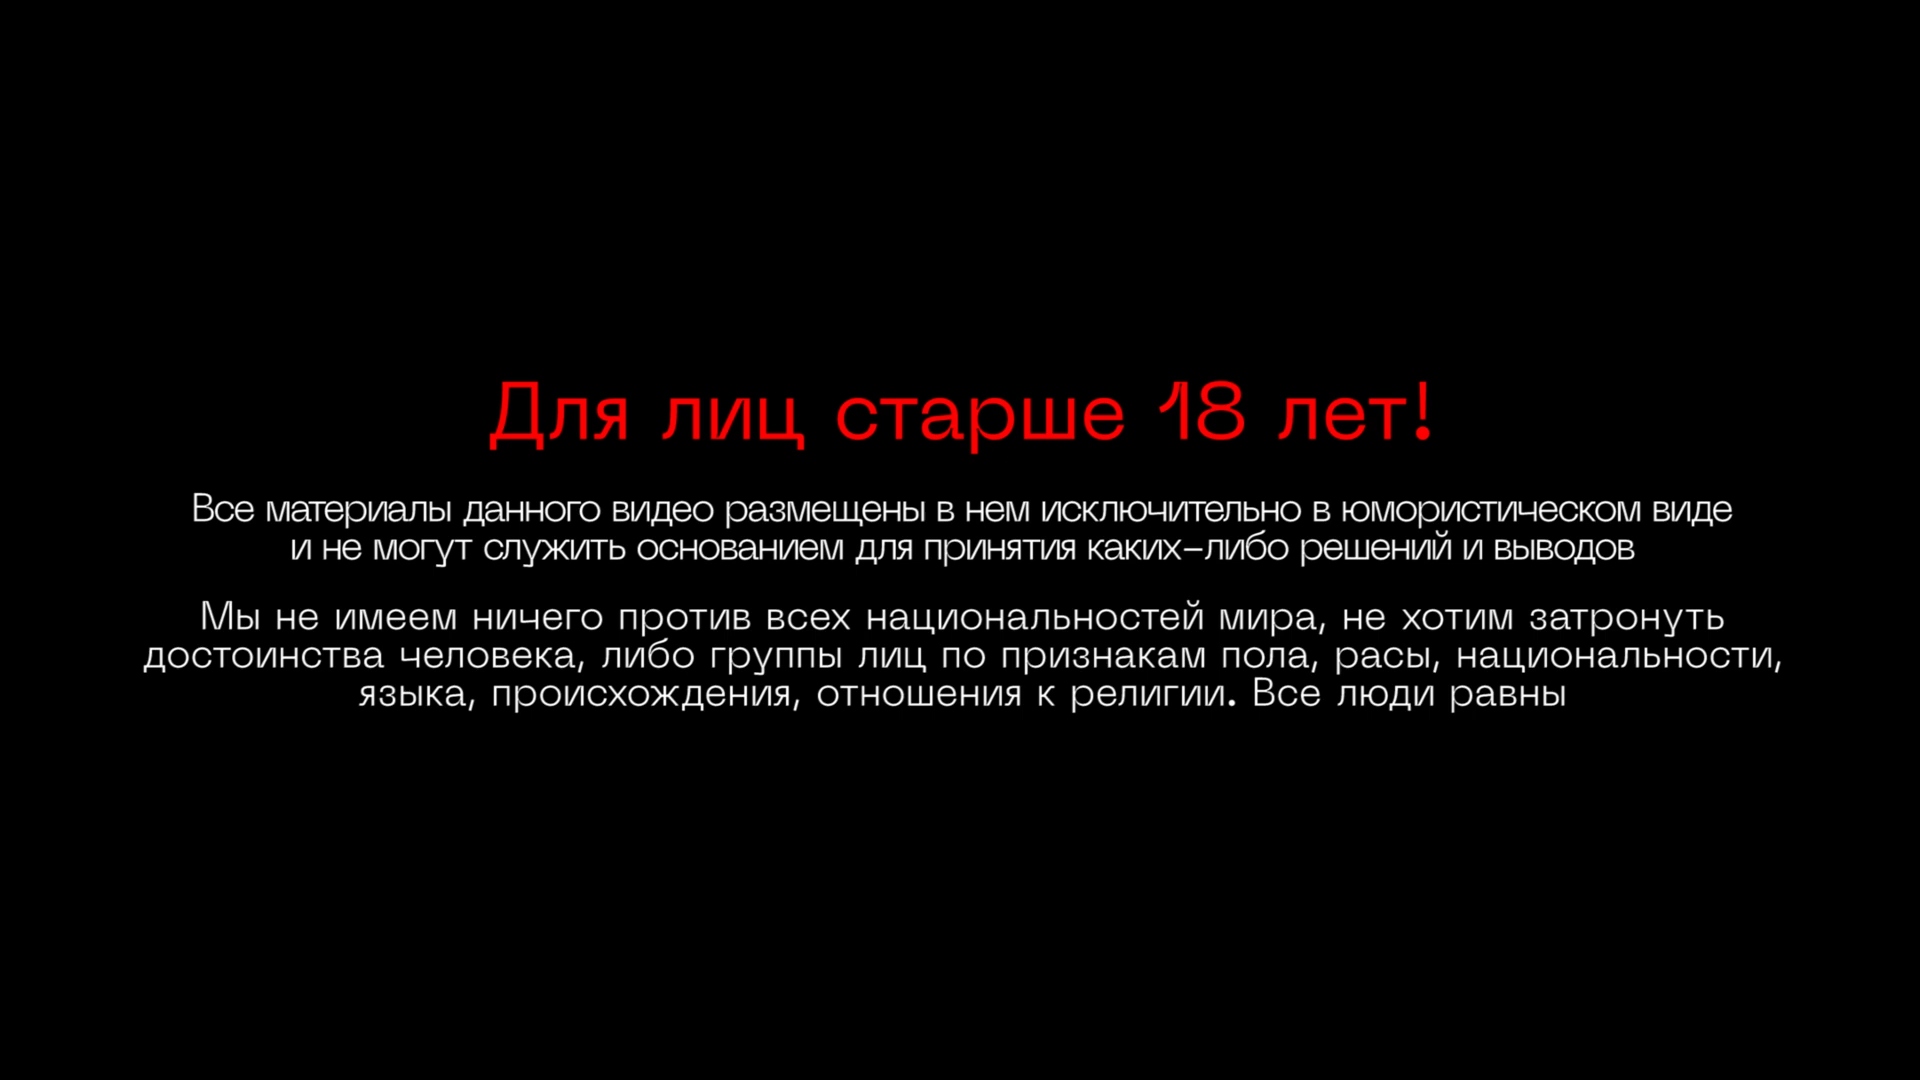 Для лиц старше 18 лет!
Все материалы данного видео размещены в нем исключительно в юмористическом виде
и не могут служить основанием для принятия каких-либо решений и выводов
Мы не имеем ничего против всех национальностей мира, не хотим затронуть
достоинства человека, либо группы лиц по признакам пола, расы, национальности,
языка, происхождения, отношения к религии. Все люди равны